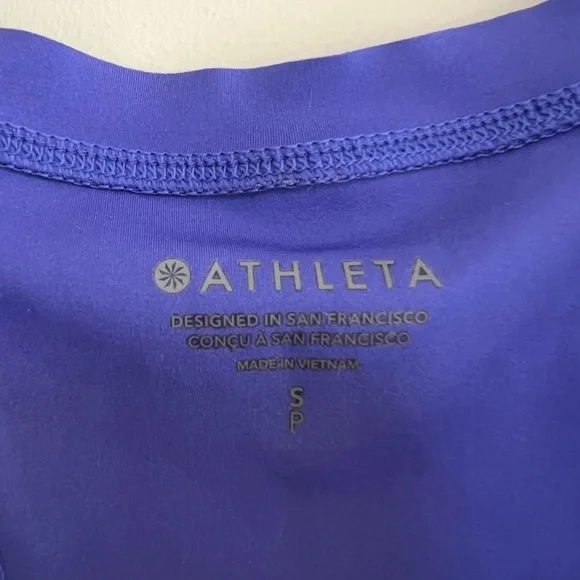 ATHLETA
DESIGNED IN SAN FRANCISCO
CONÇU À SAN FRANCISCO
MADE IN VIETNAM
S
P